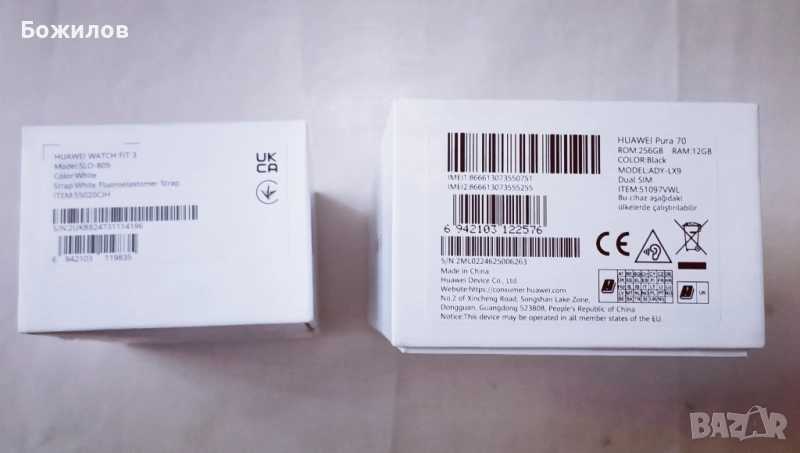 Божилов
HUAWEI WATCH FIT 3
Model:SLO-B09
Color:White
Strap:White Fluoroelastomer Strap
ITEM:55020CJH
UK
CA
S/N:2UKBB24731114196
6 942103 119835
HUAWEI Pura 70
ROM:256GB RAM:12GB
COLOR:Black
MODEL:ADY-LX9
Dual SIM
ITEM:51097VWL
Bu cihaz aşağıdaki
ülkelerde çalıştırılabilir
IMEI1:866613073550751
IMEI2:866613073555255
6 942103 122576
S/N:2ML0224625006263
CE
Made in China
Huawei Device Co., Ltd.
Website:https://consumer.huawei.com
No.2 of Xincheng Road, Songshan Lake Zone,
Dongguan, Guangdong 523808, People's Republic of China
Notice:This device may be operated in all member states of the EU.
UK
BAZAR